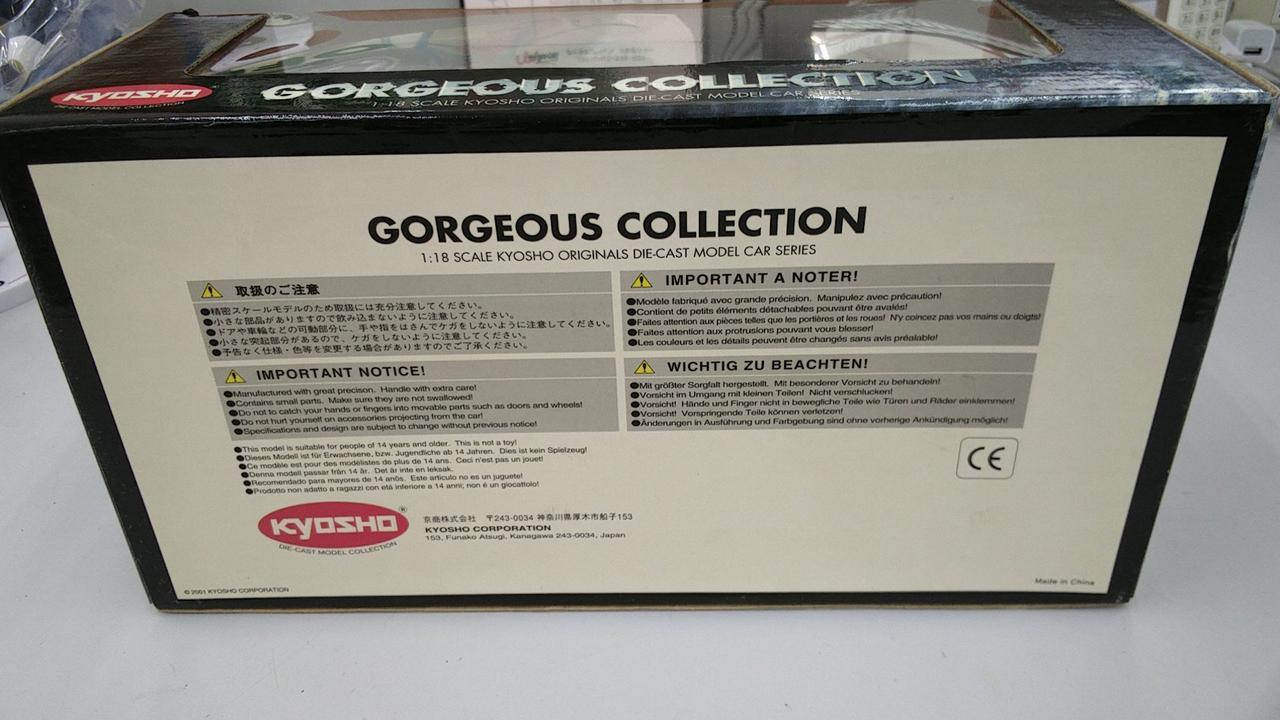 KYOSHO
DIE-CAST MODEL COLLECTION
GORGEOUS COLLECTION
1:18 SCALE KYOSHO ORIGINALS DIE-CAST MODEL CAR SERIES
GORGEOUS COLLECTION
1:18 SCALE KYOSHO ORIGINALS DIE-CAST MODEL CAR SERIES
取扱のご注意
●精密スケールモデルのため取扱には充分注意してください。
●小さな部品がありますので飲み込まないように注意してください。
●ドアや車輪などの可動部分に、手や指をはさんでケガをしないように注意してください。
●小さな突起部分があるので、ケガをしないように注意してください。
●予告なく仕様・色等を変更する場合がありますのでご了承ください。
IMPORTANT A NOTER!
●Modèle fabriqué avec grande précision. Manipulez avec précaution!
●Contient de petits éléments détachables pouvant être avalés!
●Faites attention aux pièces telles que les portières et les roues! N'y coincez pas vos mains ou doigts!
●Faites attention aux protrusions pouvant vous blesser!
●Les couleurs et les détails peuvent être changés sans avis préalable!
IMPORTANT NOTICE!
●Manufactured with great precison. Handle with extra care!
●Contains small parts. Make sure they are not swallowed!
●Do not to catch your hands or fingers into movable parts such as doors and wheels!
●Do not hurt yourself on accessories projecting from the car!
●Specifications and design are subject to change without previous notice!
WICHTIG ZU BEACHTEN!
●Mit größter Sorgfalt hergestellt. Mit besonderer Vorsicht zu behandeln!
●Vorsicht im Umgang mit kleinen Teilen! Nicht verschlucken!
●Vorsicht! Hände und Finger nicht in bewegliche Teile wie Türen und Räder einklemmen!
●Vorsicht! Vorspringende Teile können verletzen!
●Änderungen in Ausführung und Farbgebung sind ohne vorherige Ankündigung möglich!
●This model is suitable for people of 14 years and older. This is not a toy!
●Dieses Modell ist für Erwachsene, bzw. Jugendliche ab 14 Jahren. Dies ist kein Spielzeug!
●Ce modèle est pour des modélistes de plus de 14 ans. Ceci n'est pas un jouet!
●Denna modell passar från 14 år. Det är inte en leksak.
●Recomendado para mayores de 14 anōs. Este articulo no es un juguete!
●Prodotto non adatto a ragazzi con etá inferiore a 14 anni; non é un giocattolo!
CE
KYOSHO®
DIE-CAST MODEL COLLECTION
京商株式会社 〒243-0034 神奈川県厚木市船子153
KYOSHO CORPORATION
153, Funako Atsugi, Kanagawa 243-0034, Japan
© 2001 KYOSHO CORPORATION
Made in China